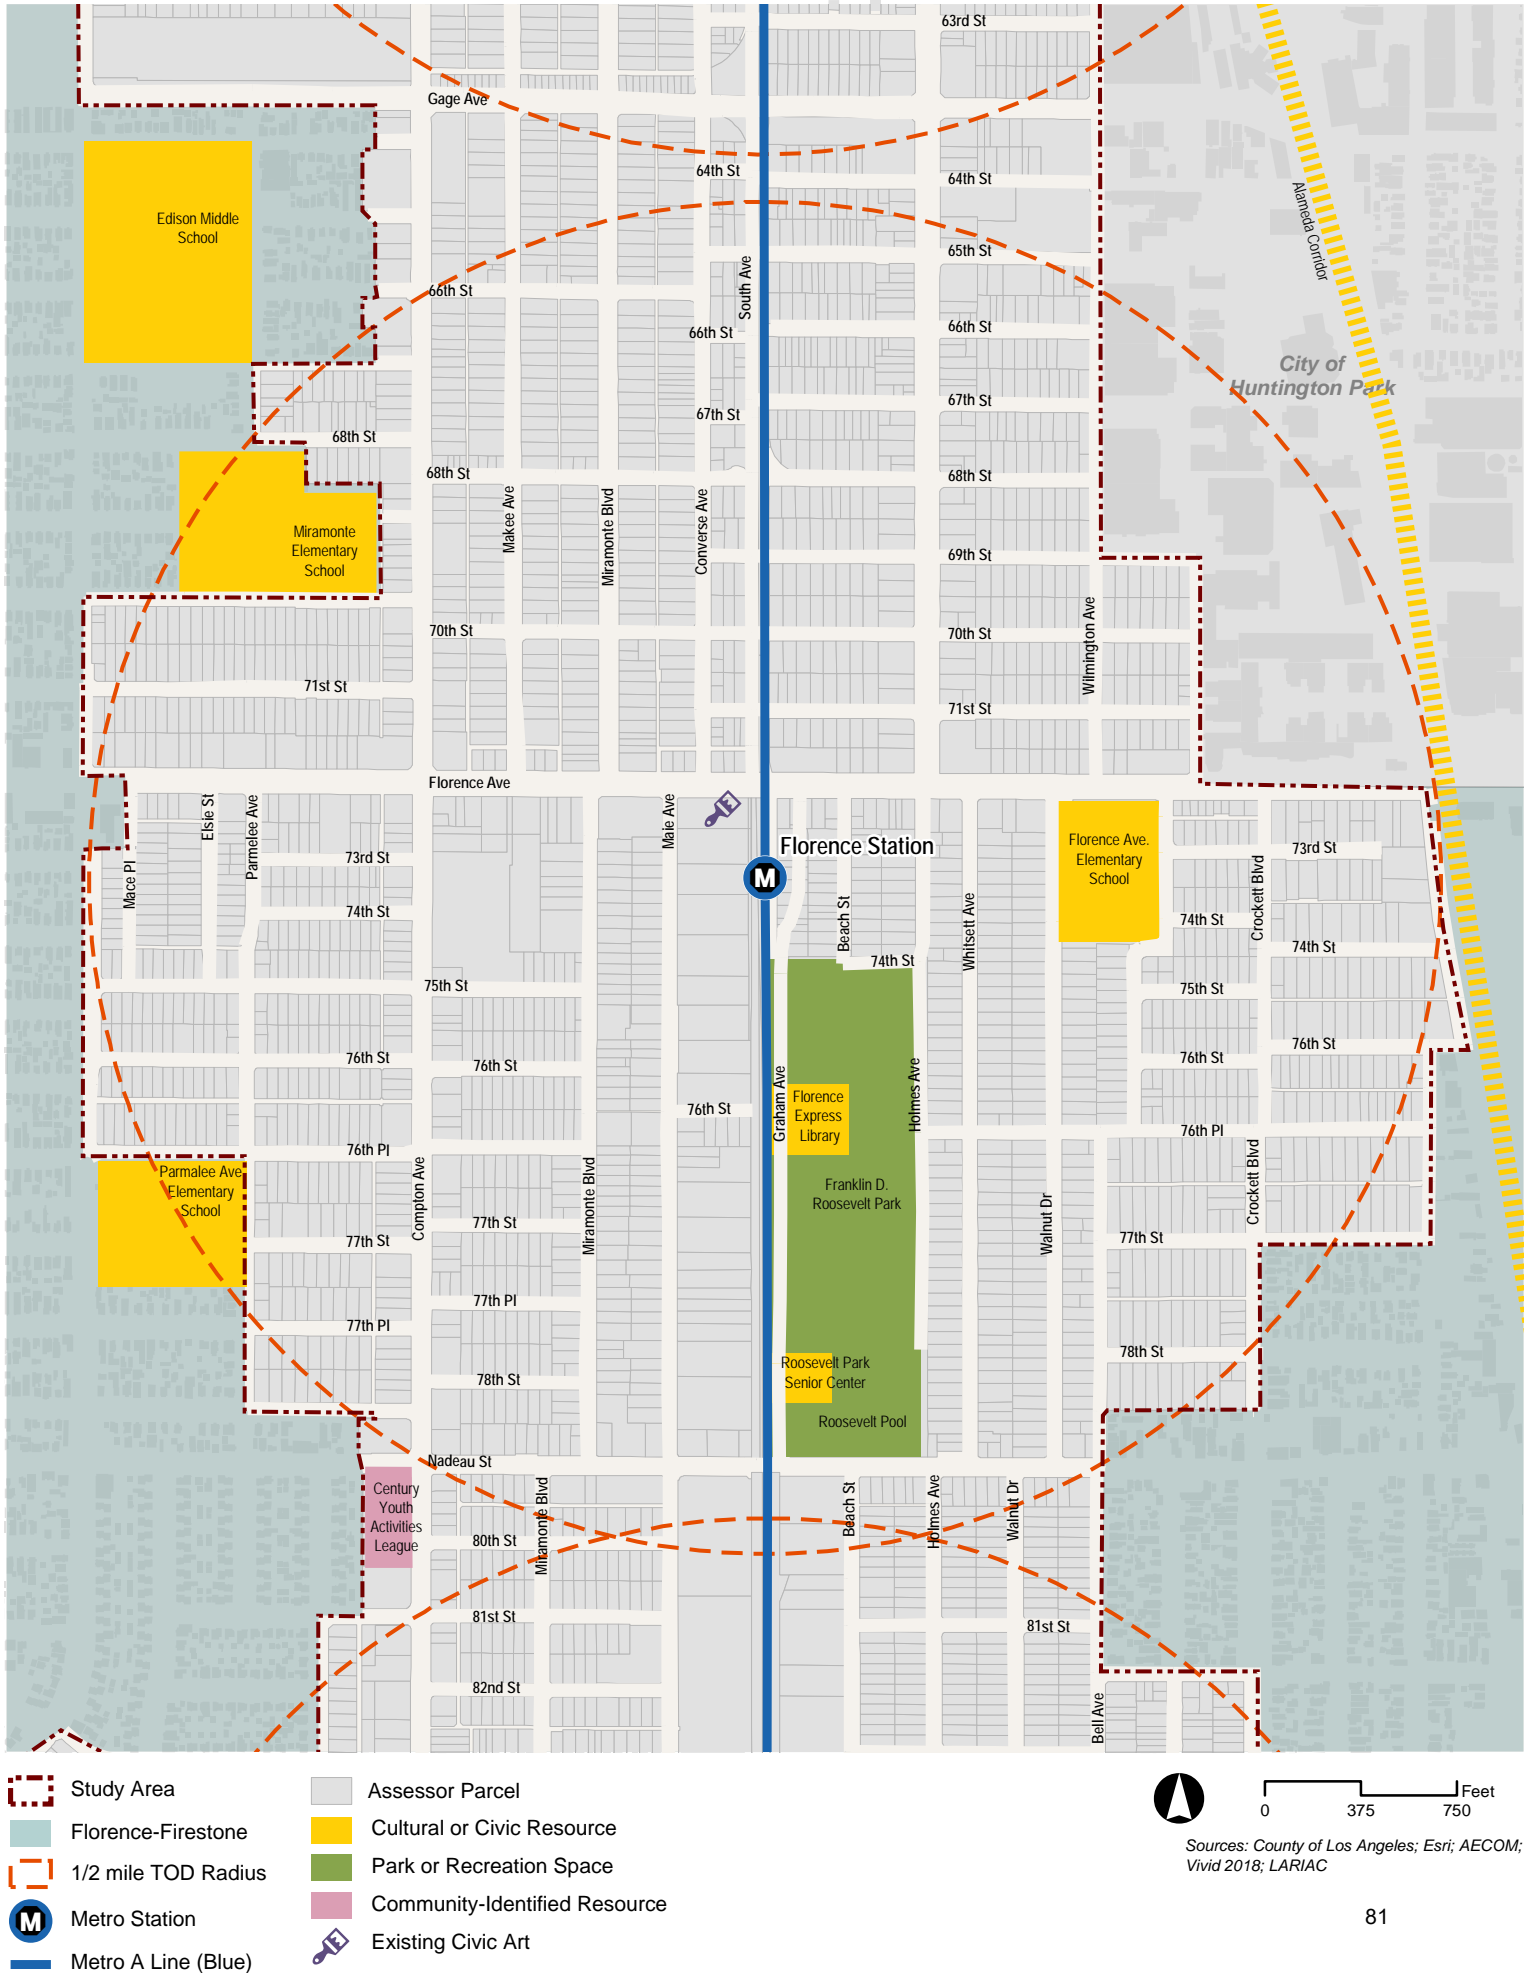 63rd St
Gage Ave
64th St
64th St
Edison Middle
School
Alameda Corridor
65th St
South Ave
66th St
66th St
66th St
City of
Huntington Park
67th St
67th St
68th St
68th St
68th St
Makee Ave
Miramonte Blvd
Converse Ave
Miramonte
Elementary
School
69th St
Wilmington Ave
70th St
70th St
71st St
71st St
Florence Ave
Elsie St
Parmelee Ave
Maie Ave
Mace Pl
73rd St
Florence Station
M
Florence Ave.
Elementary
School
73rd St
Crockett Blvd
74th St
Beach St
Whitsett Ave
74th St
74th St
74th St
75th St
75th St
76th St
76th St
76th St
76th St
76th St
Graham Ave
Florence
Express
Library
Holmes Ave
76th Pl
76th Pl
Parmalee Ave
Elementary
School
Compton Ave
Miramonte Blvd
Franklin D.
Roosevelt Park
Walnut Dr
Crockett Blvd
77th St
77th St
77th St
77th Pl
77th Pl
78th St
78th St
Roosevelt Park
Senior Center
Roosevelt Pool
Nadeau St
Century
Youth
Activities
League
Miramonte Blvd
Beach St
Holmes Ave
Walnut Dr
80th St
81st St
81st St
82nd St
Bell Ave
Study Area
Florence-Firestone
1/2 mile TOD Radius
M
Metro Station
Metro A Line (Blue)
Assessor Parcel
Cultural or Civic Resource
Park or Recreation Space
Community-Identified Resource
Existing Civic Art
Feet
0 375 750
Sources: County of Los Angeles; Esri; AECOM;
Vivid 2018; LARIAC
81